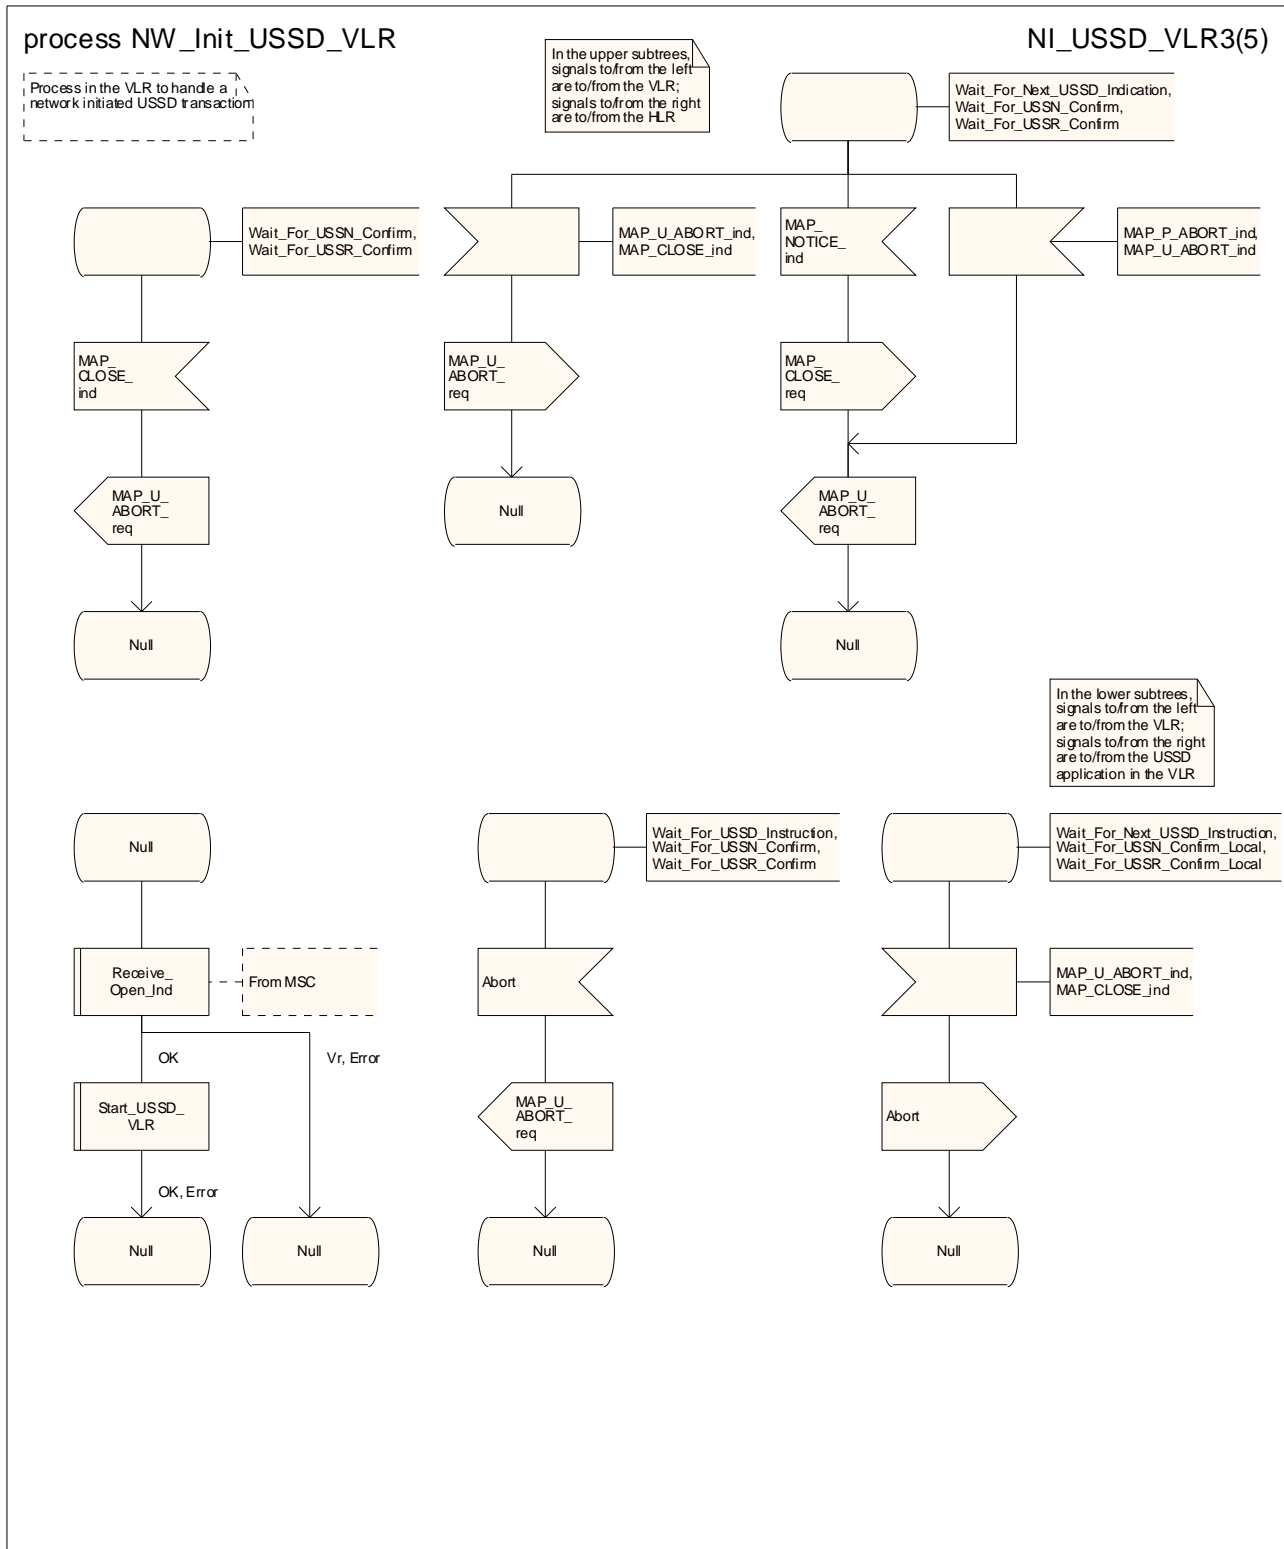 process NW_Init_USSD_VLR
NI_USSD_VLR3(5)
Process in the VLR to handle a
network initiated USSD transaction
In the upper subtrees,
signals to/from the left
are to/from the VLR;
signals to/from the right
are to/from the HLR
Wait_For_Next_USSD_Indication,
Wait_For_USSN_Confirm,
Wait_For_USSR_Confirm
Wait_For_USSN_Confirm,
Wait_For_USSR_Confirm
MAP_U_ABORT_ind,
MAP_CLOSE_ind
MAP_
NOTICE_
ind
MAP_P_ABORT_ind,
MAP_U_ABORT_ind
MAP_
CLOSE_
ind
MAP_U_
ABORT_
req
MAP_
CLOSE_
req
MAP_U_
ABORT_
req
Null
MAP_U_
ABORT_
req
Null
Null
In the lower subtrees,
signals to/from the left
are to/from the VLR;
signals to/from the right
are to/from the USSD
application in the VLR
Null
Wait_For_USSD_Instruction,
Wait_For_USSN_Confirm,
Wait_For_USSR_Confirm
Wait_For_Next_USSD_Instruction,
Wait_For_USSN_Confirm_Local,
Wait_For_USSR_Confirm_Local
Receive_
Open_Ind
From MSC
Abort
MAP_U_ABORT_ind,
MAP_CLOSE_ind
OK
Vr, Error
Start_USSD_
VLR
MAP_U_
ABORT_
req
Abort
OK, Error
Null
Null
Null
Null